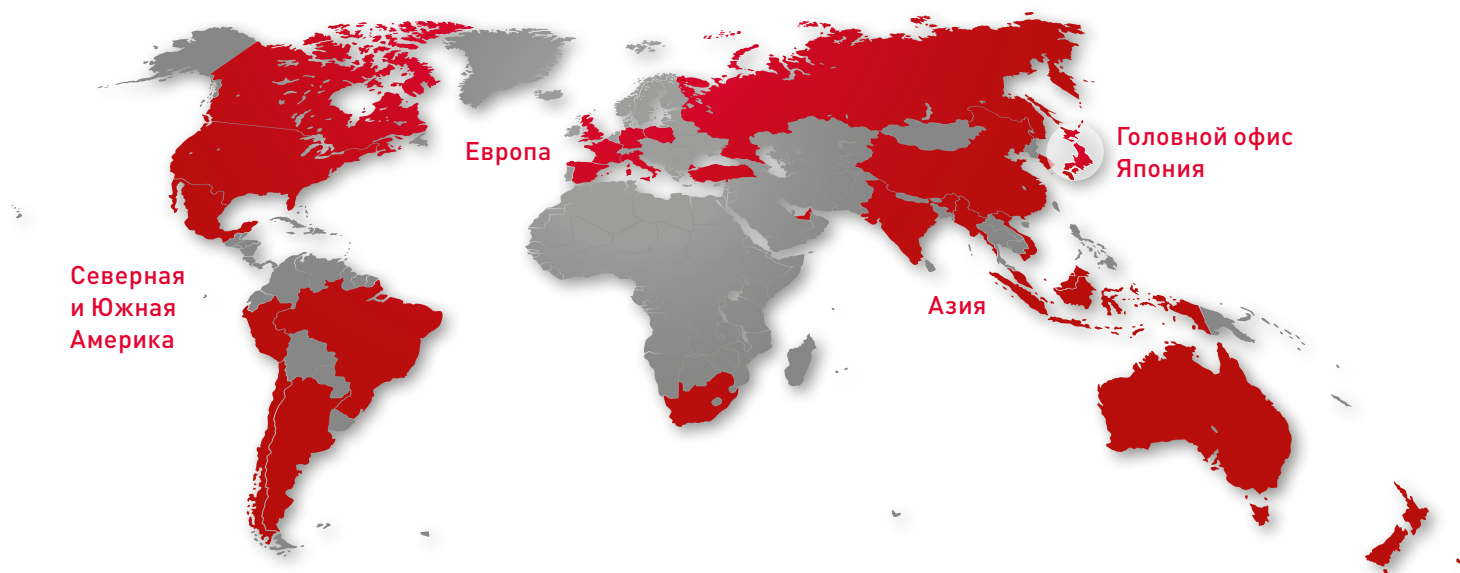 Европа
Головной офис
Япония
Северная
и Южная
Америка
Азия